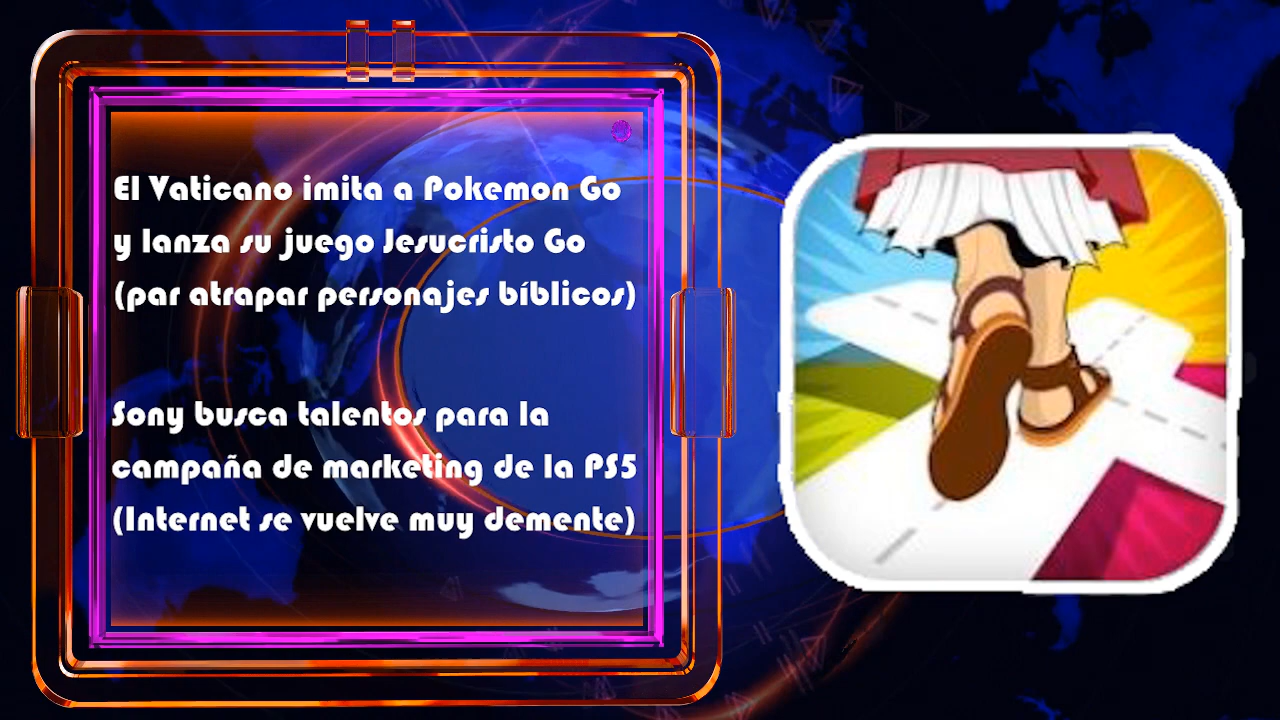 El Vaticano imita a Pokemon Go
y lanza su juego Jesucristo Go
(par atrapar personajes bíblicos)
Sony busca talentos para la
campaña de marketing de la PS5
(Internet se vuelve muy demente)